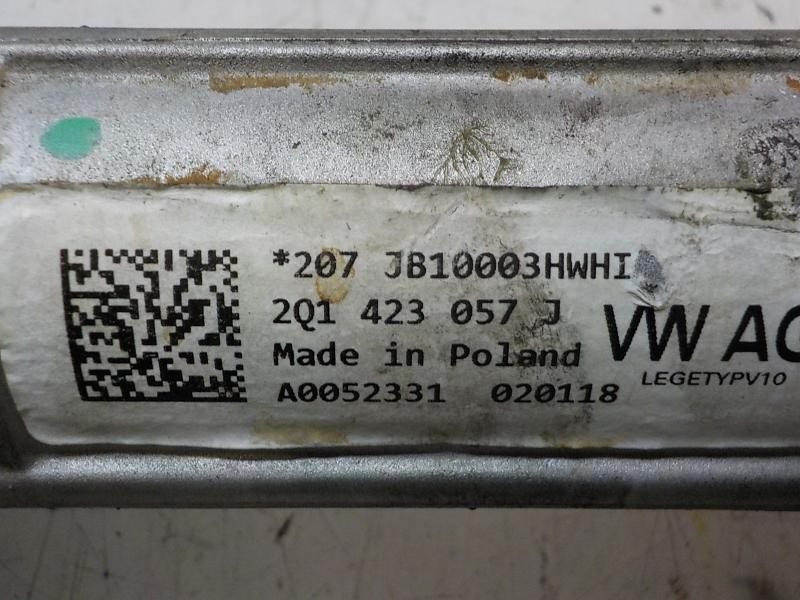 *207 JB10003HWHI
2Q1 423 057 J
Made in Poland
A0052331 020118
VW AG
LEGETYPV10